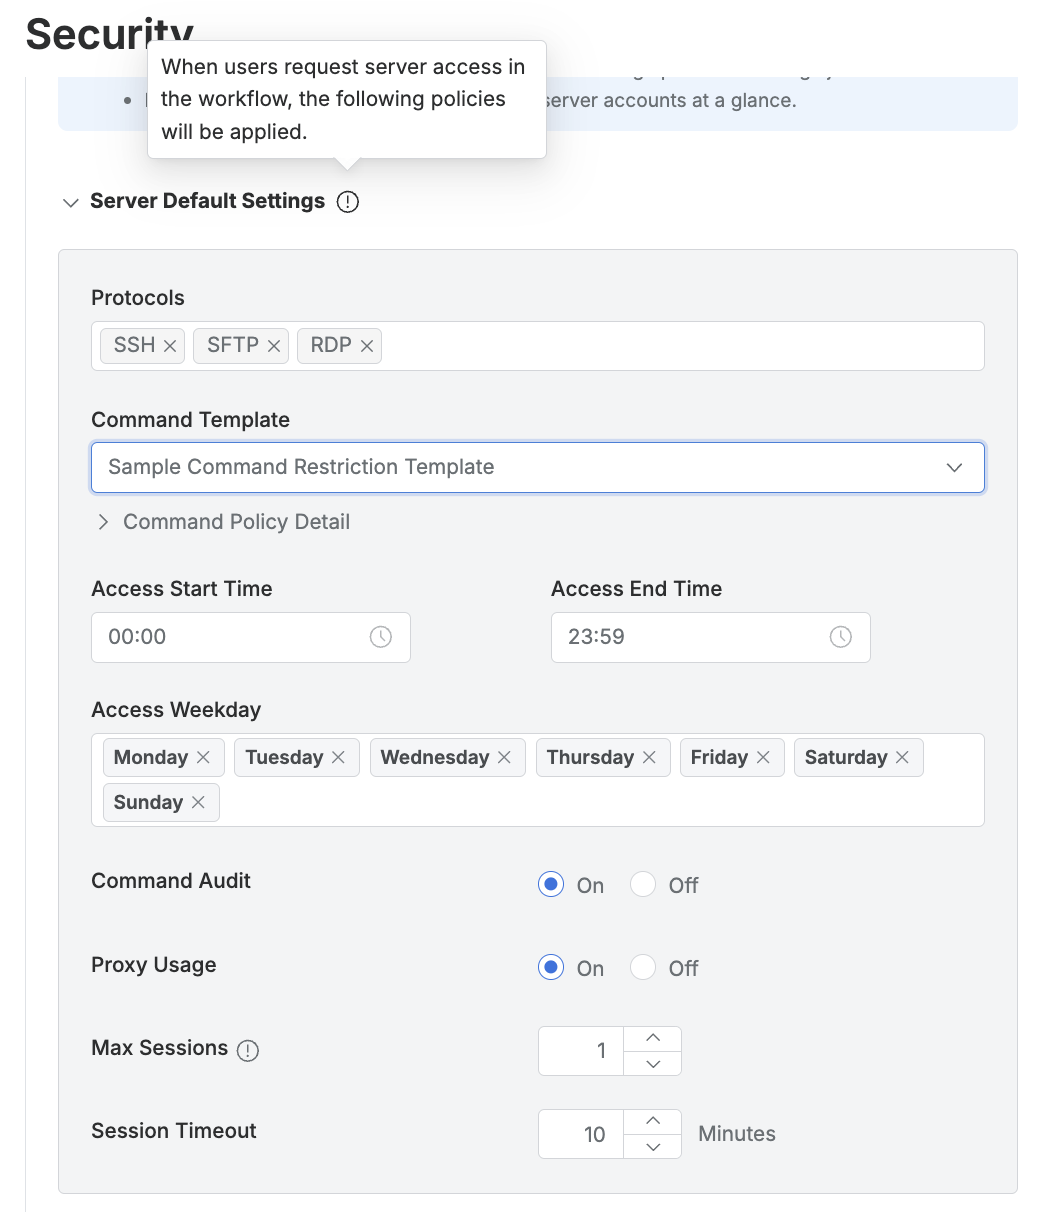 Security
When users request server access in
the workflow, the following policies
will be applied.
server accounts at a glance.
Server Default Settings
Protocols
SSH SFTP RDP
Command Template
Sample Command Restriction Template
Command Policy Detail
Access Start Time Access End Time
00:00 23:59
Access Weekday
Monday Tuesday Wednesday Thursday Friday Saturday
Sunday
Command Audit On Off
Proxy Usage On Off
Max Sessions 1
Session Timeout 10 Minutes